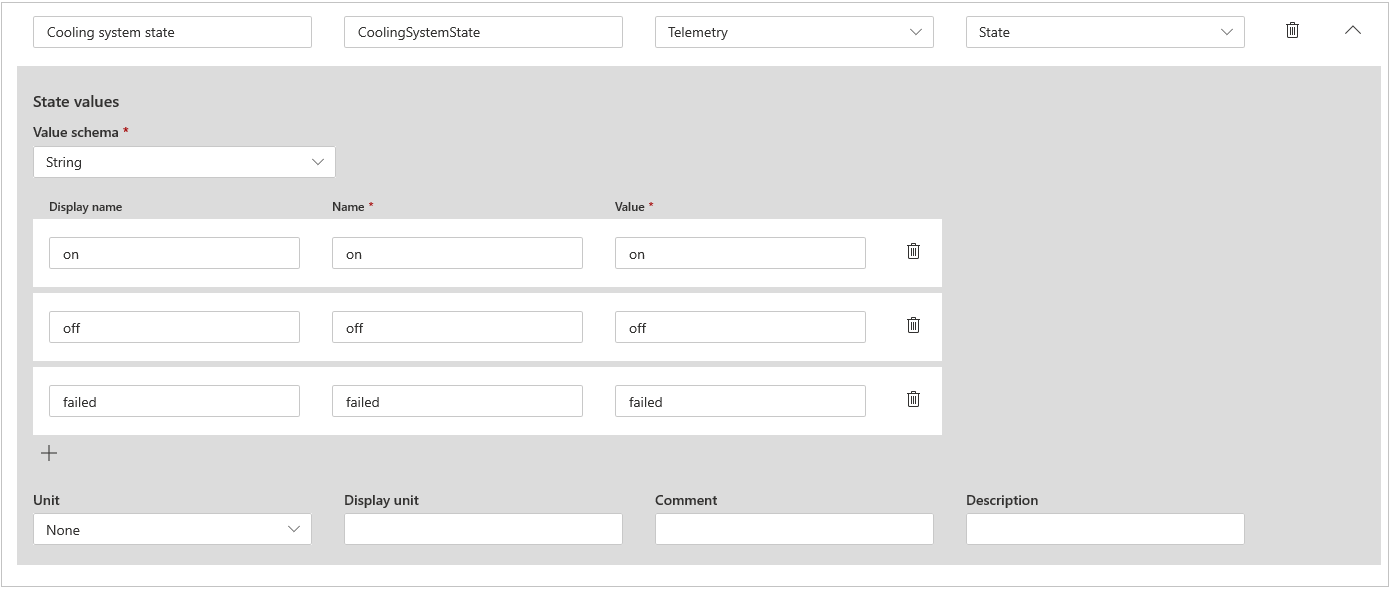 Cooling system state CoolingSystemState Telemetry State
State values
Value schema *
String
Display name Name * Value *
on on on
off off off
failed failed failed
Unit Display unit Comment Description
None